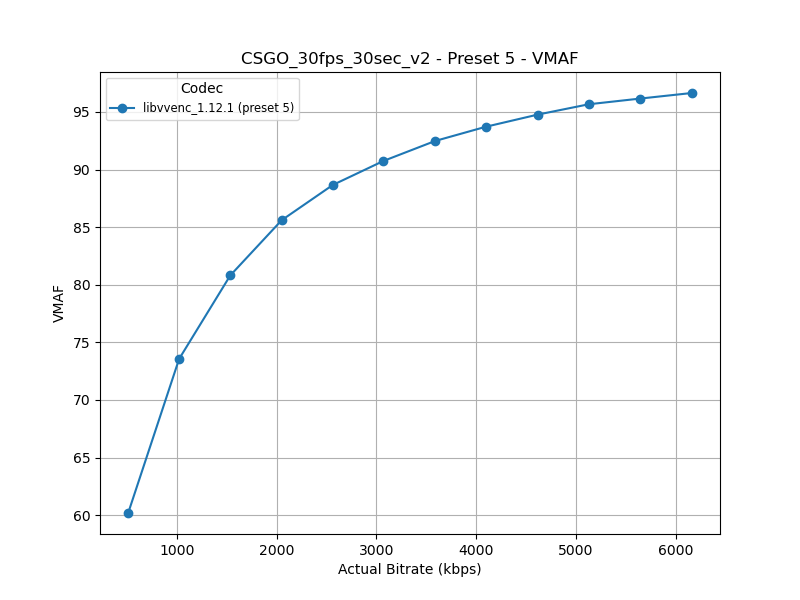 CSGO_30fps_30sec_v2 - Preset 5 - VMAF
Codec
libvvenc_1.12.1 (preset 5)
VMAF
95
90
85
80
75
70
65
60
1000 2000 3000 4000 5000 6000
Actual Bitrate (kbps)